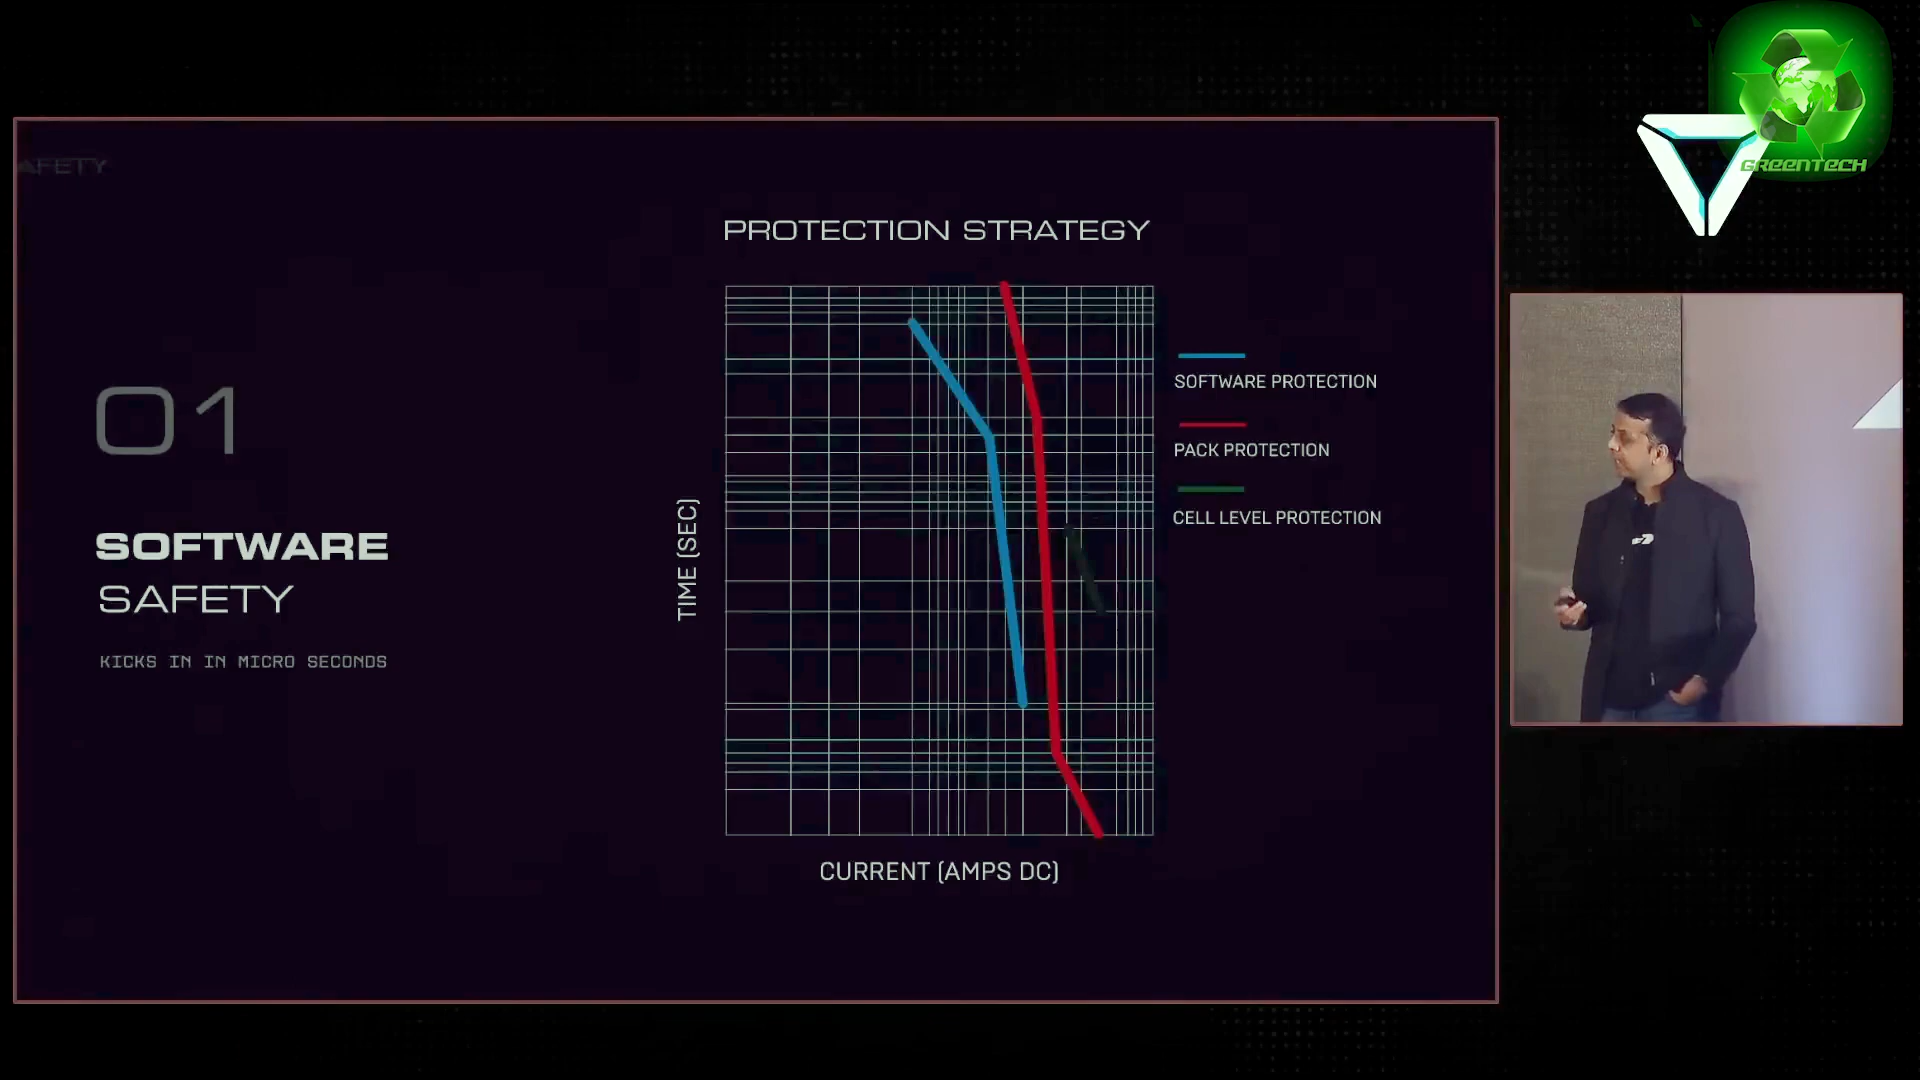 AFETY
PROTECTION STRATEGY
01
SOFTWARE
SAFETY
KICKS IN IN MICRO SECONDS
TIME (SEC)
CURRENT (AMPS DC)
SOFTWARE PROTECTION
PACK PROTECTION
CELL LEVEL PROTECTION
GREENTECH